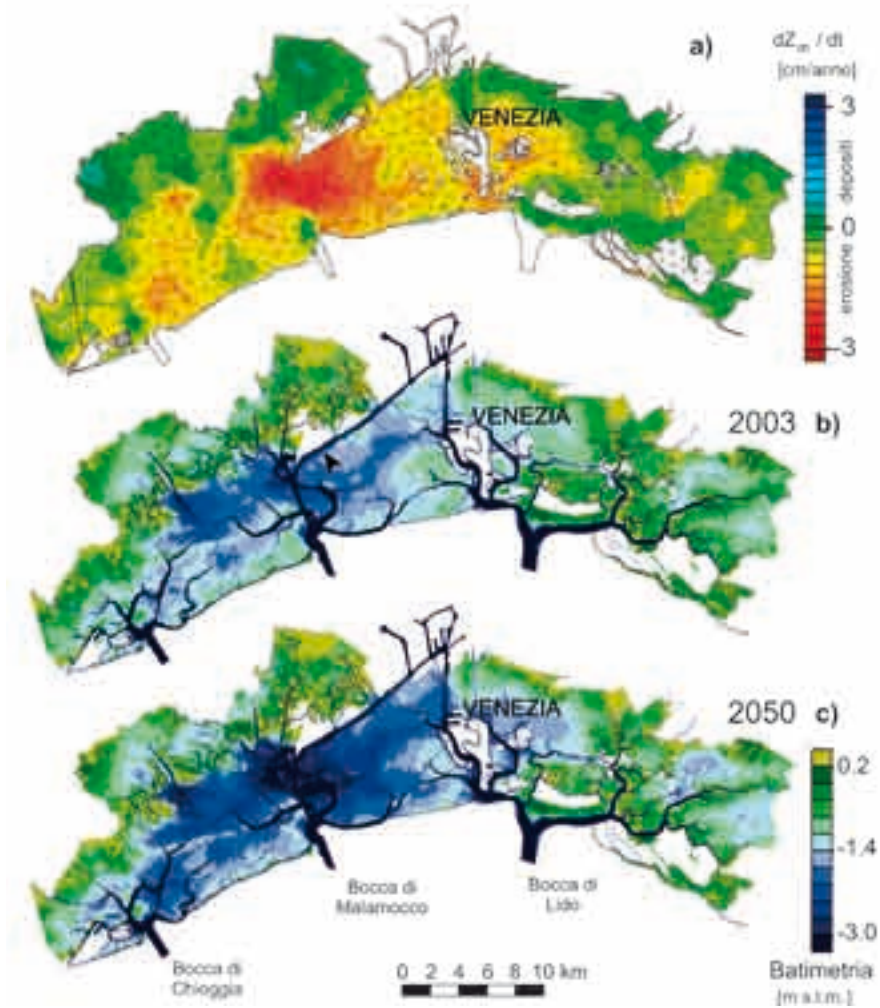 a)
dZm / dt
[cm/anno]
VENEZIA
3
depositi
0
erosione
-3
VENEZIA
2003 b)
VENEZIA
2050 c)
0.2
-1.4
-3.0
Batimetria
[m s.l.m.]
Bocca di
Malamocco
Bocca di
Lido
Bocca di
Chioggia
0 2 4 6 8 10 km